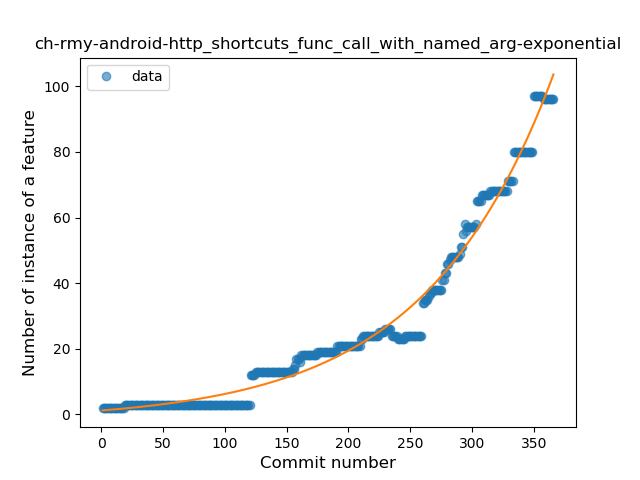 ch-rmy-android-http_shortcuts_func_call_with_named_arg-exponential
data
Number of instance of a feature
100
80
60
40
20
0
0 50 100 150 200 250 300 350
Commit number